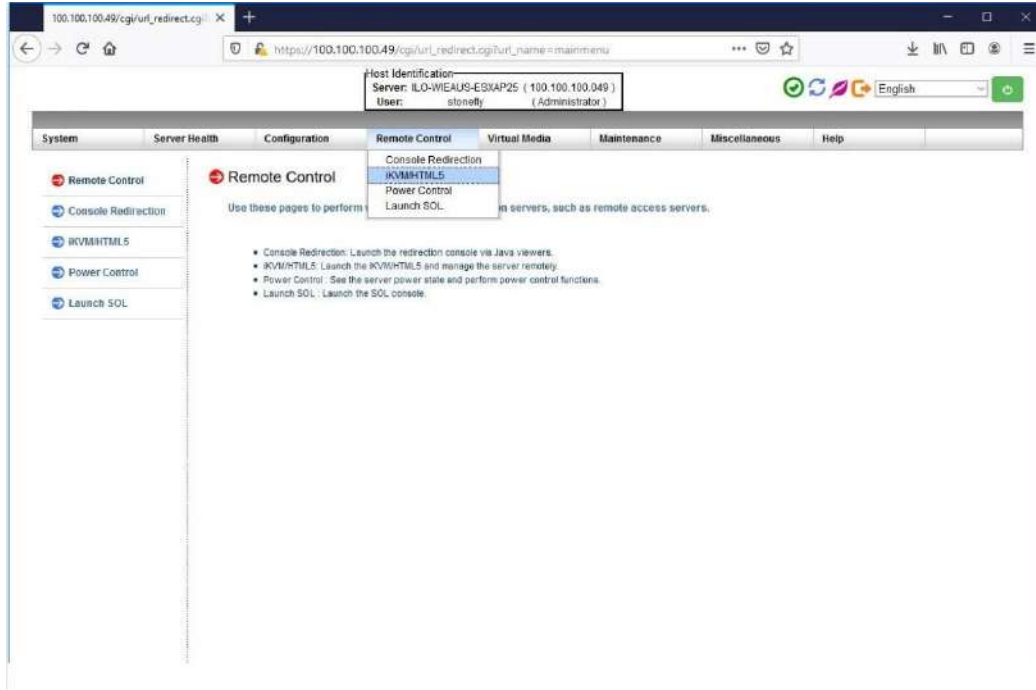 100.100.100.49/cgi/url_redirect.cgi
https://100.100.100.49/cgi/url_redirect.cgi?url_name=mainmenu
Host Identification
Server: ILO-WIEAUS-ESXAP25 ( 100.100.100.049 )
User: stonefly ( Administrator )
English
System Server Health Configuration Remote Control Virtual Media Maintenance Miscellaneous Help
Console Redirection
iKVM/HTML5
Power Control
Launch SOL
Remote Control
Console Redirection
iKVM/HTML5
Power Control
Launch SOL
Remote Control
Use these pages to perform on servers, such as remote access servers.
Console Redirection: Launch the redirection console via Java viewers.
iKVM/HTML5: Launch the iKVM/HTML5 and manage the server remotely.
Power Control : See the server power state and perform power control functions.
Launch SOL : Launch the SOL console.